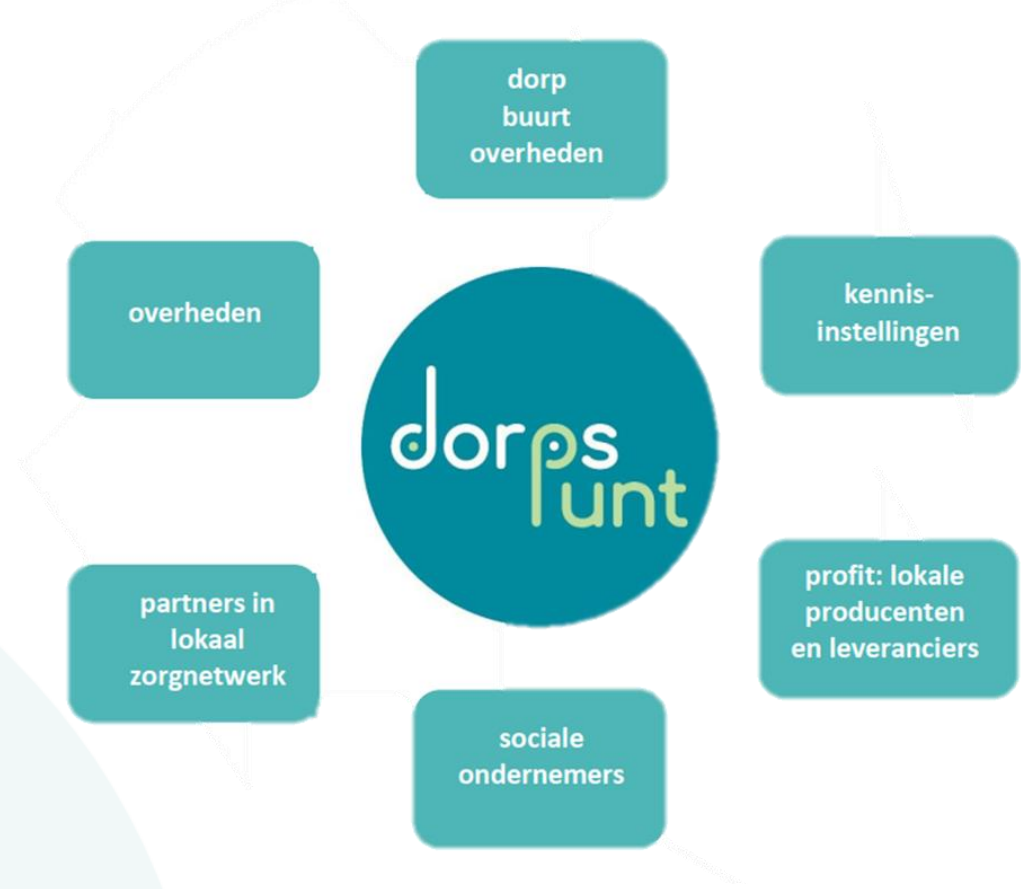 dorp
buurt
overheden
overheden
kennis-
instellingen
dorps
punt
partners in
lokaal
zorgnetwerk
profit: lokale
producenten
en leveranciers
sociale
ondernemers